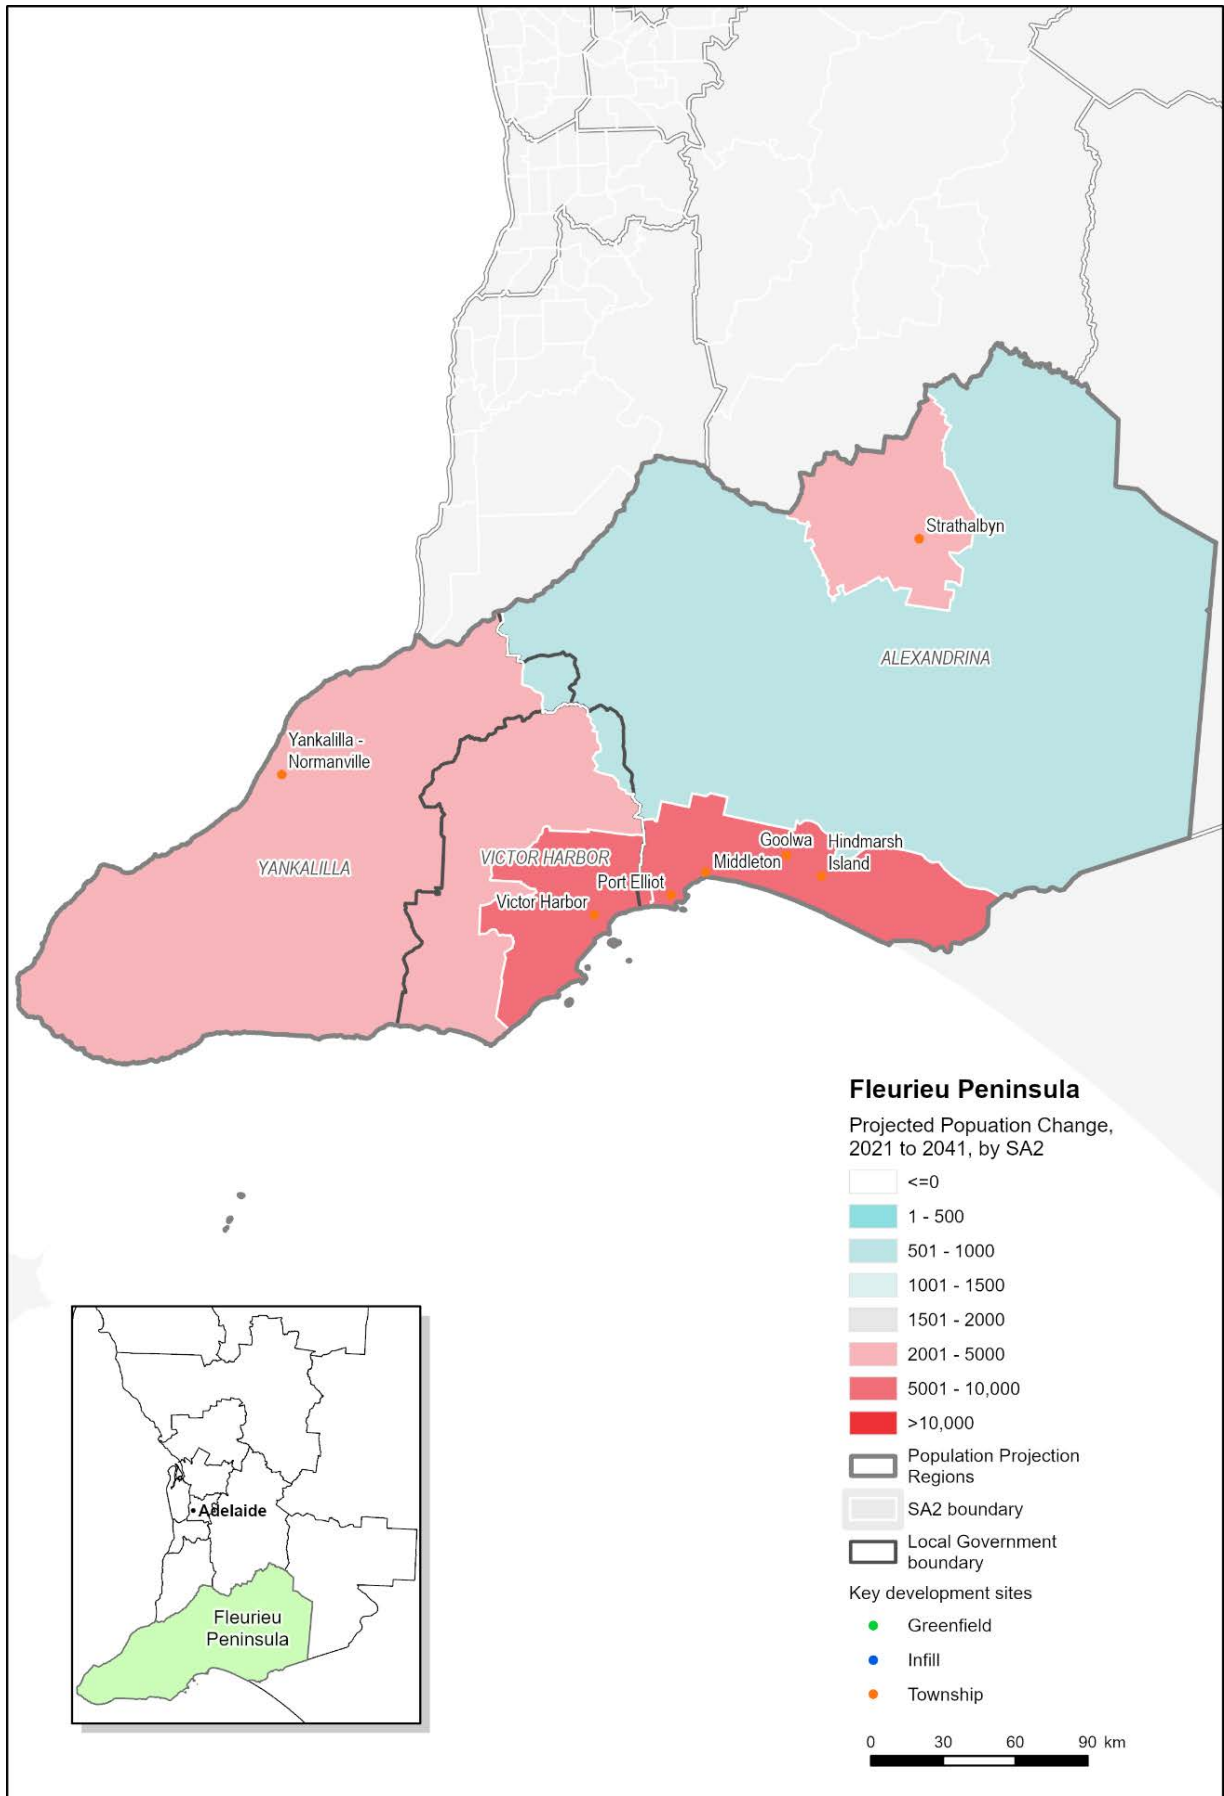 Strathalbyn
ALEXANDRINA
Yankalilla -
Normanville
YANKALILLA
VICTOR HARBOR
Goolwa
Hindmarsh
Island
Middleton
Port Elliot
Victor Harbor
Fleurieu Peninsula
Projected Popuation Change,
2021 to 2041, by SA2
<=0
1 - 500
501 - 1000
1001 - 1500
1501 - 2000
2001 - 5000
5001 - 10,000
>10,000
Population Projection
Regions
SA2 boundary
Local Government
boundary
Key development sites
Greenfield
Infill
Township
0 30 60 90 km
Adelaide
Fleurieu
Peninsula